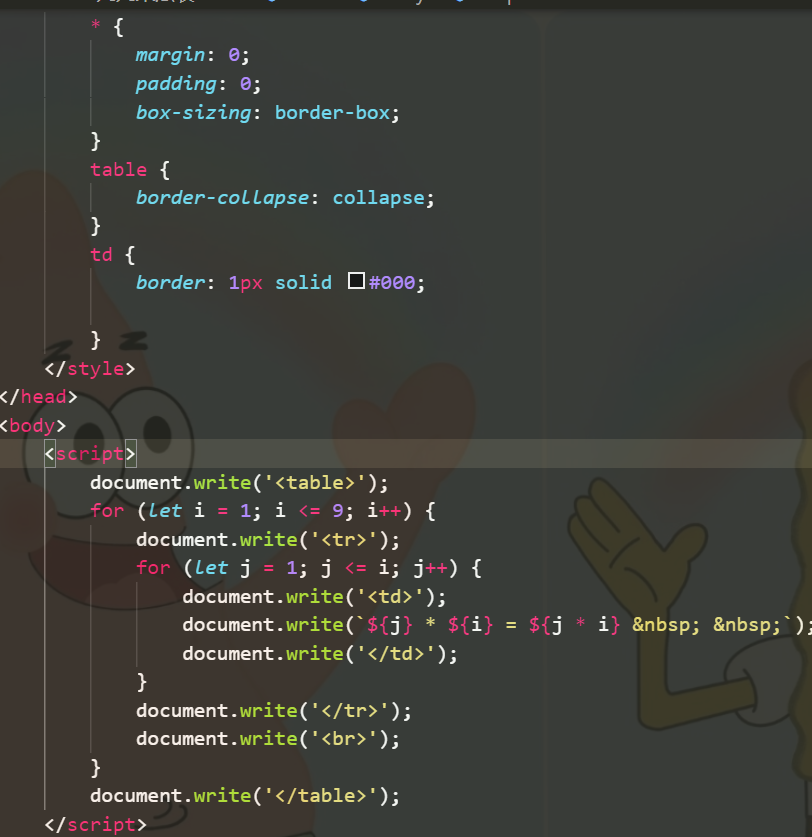 * {
margin: 0;
padding: 0;
box-sizing: border-box;
}
table {
border-collapse: collapse;
}
td {
border: 1px solid #000;
}
</style>
</head>
<body>
<script>
document.write('<table>');
for (let i = 1; i <= 9; i++) {
document.write('<tr>');
for (let j = 1; j <= i; j++) {
document.write('<td>');
document.write(`${j} * ${i} = ${j * i} &nbsp; &nbsp;`);
document.write('</td>');
}
document.write('</tr>');
document.write('<br>');
}
document.write('</table>');
</script>